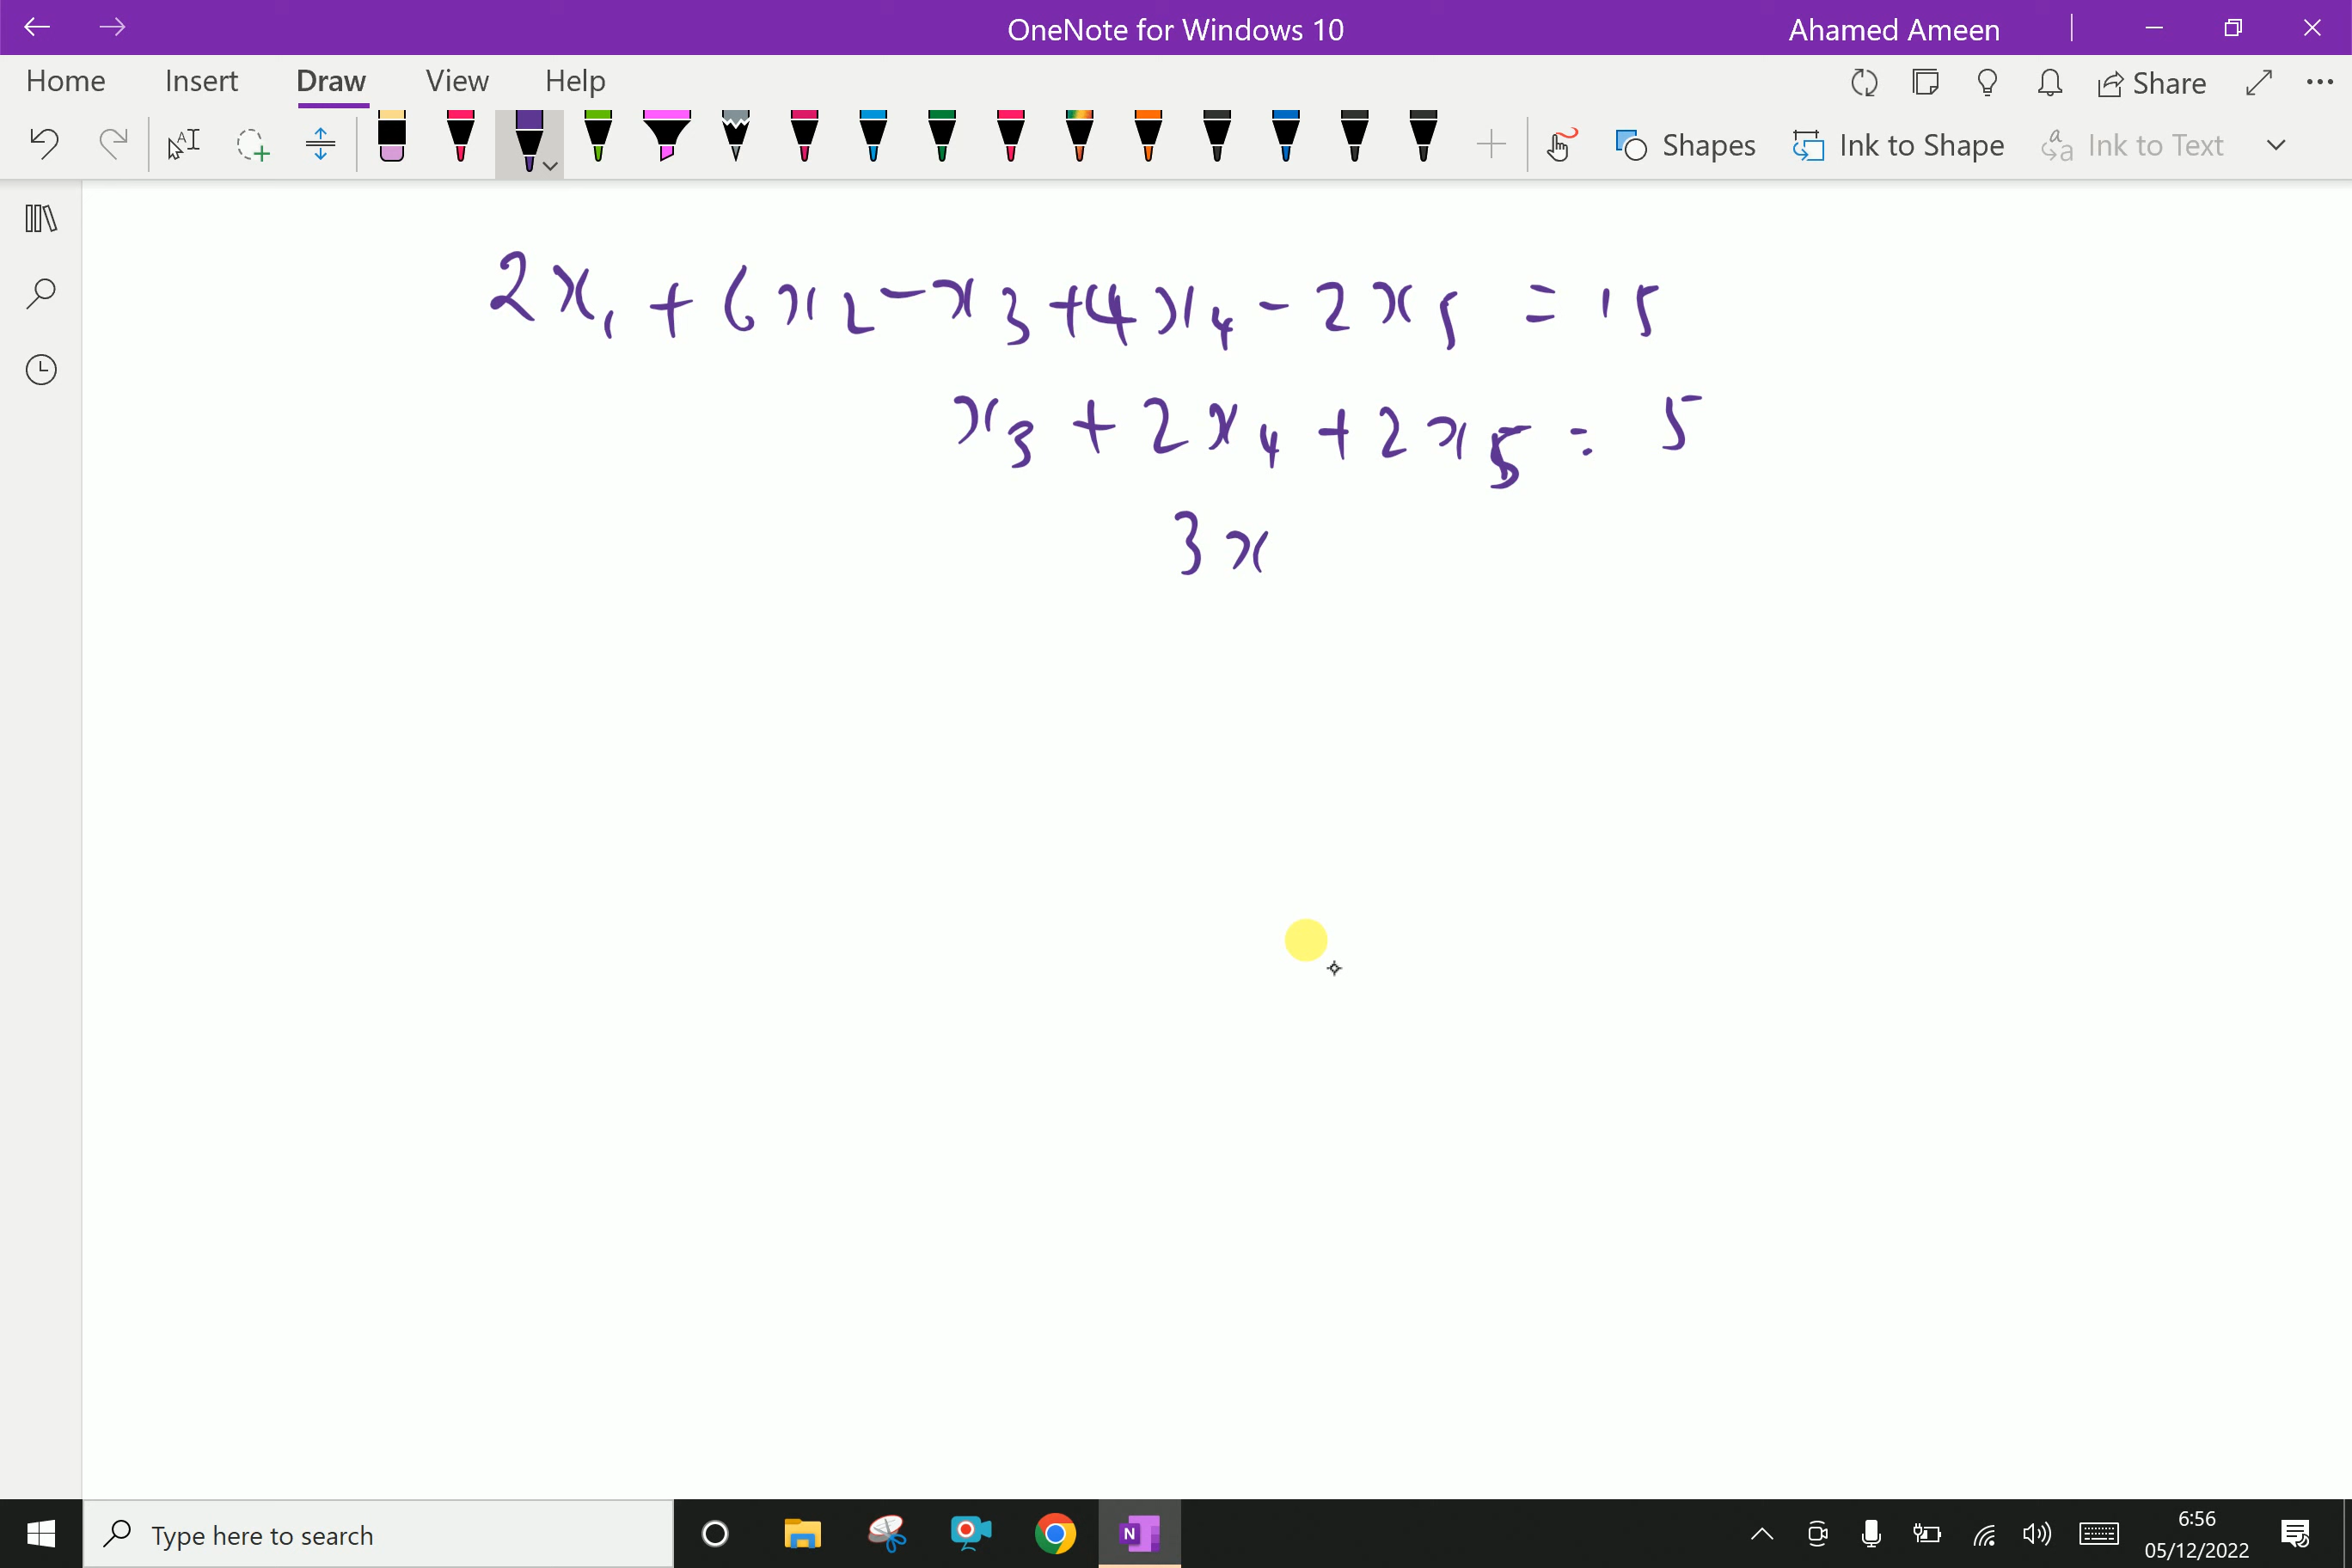 OneNote for Windows 10
Ahamed Ameen
Home Insert Draw View Help
Share
Shapes Ink to Shape Ink to Text
2x₁ + 6x₂ - x₃ + 4x₄ - 2x₅ = 15
x₃ + 2x₄ + 2x₅ = 5
3x
Type here to search
6:56
05/12/2022